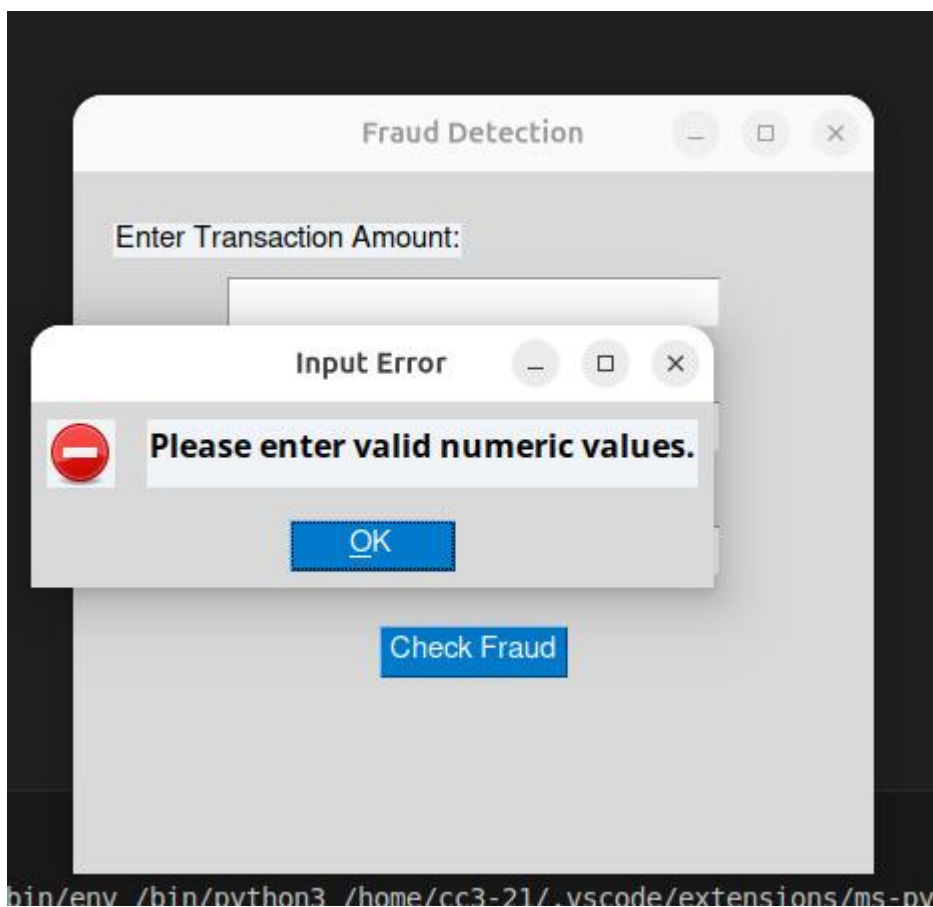 Fraud Detection
Enter Transaction Amount:
Input Error
Please enter valid numeric values.
OK
Check Fraud
bin/env /bin/python3 /home/cc3-21/.vscode/extensions/ms-py